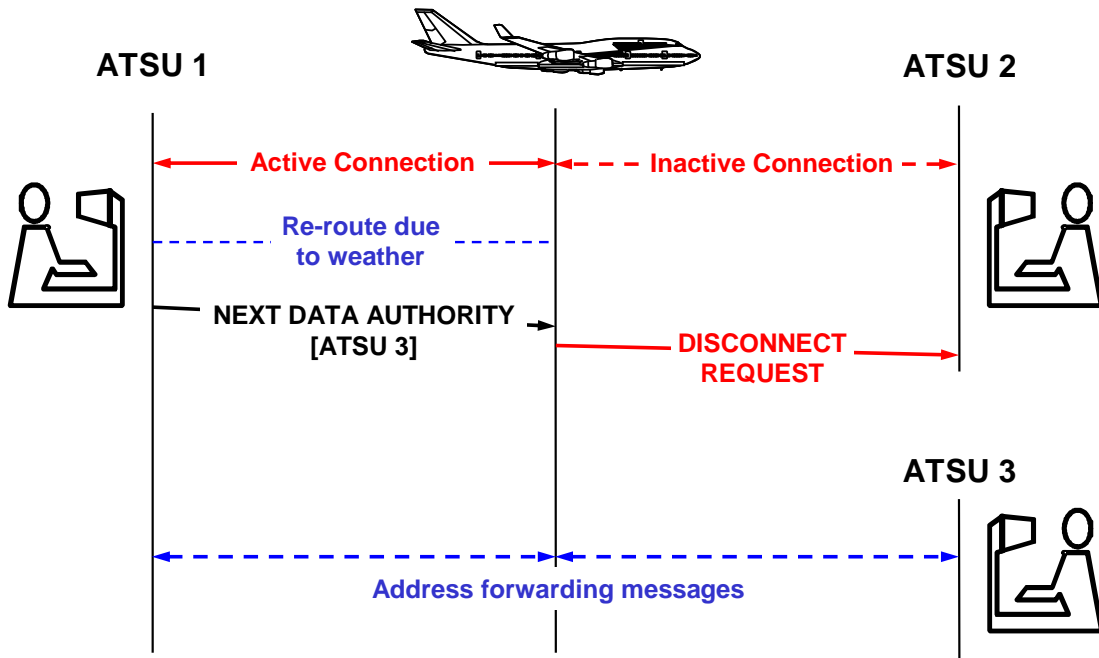 ATSU 1
ATSU 2
Active Connection
Inactive Connection
Re-route due
to weather
NEXT DATA AUTHORITY
[ATSU 3]
DISCONNECT
REQUEST
ATSU 3
Address forwarding messages